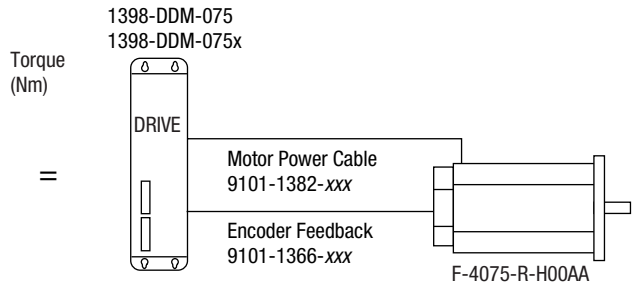 1398-DDM-075
1398-DDM-075x
Torque
(Nm)
DRIVE
=
Motor Power Cable
9101-1382-xxx
Encoder Feedback
9101-1366-xxx
F-4075-R-H00AA